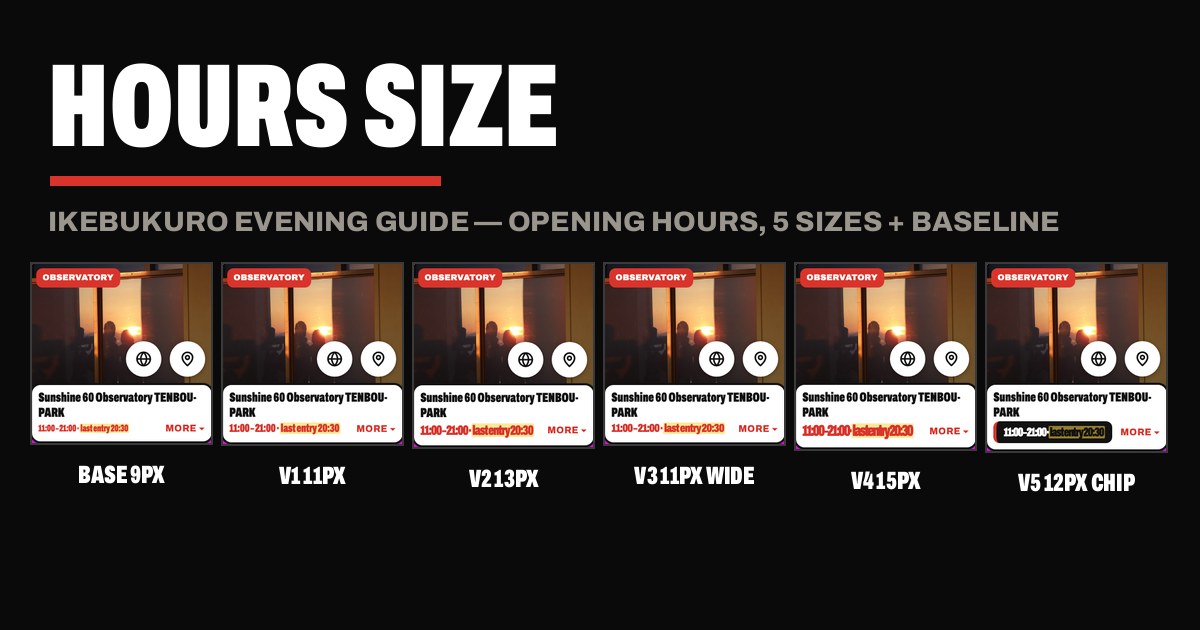 HOURS SIZE
IKEBUKURO EVENING GUIDE — OPENING HOURS, 5 SIZES + BASELINE
OBSERVATORY
Sunshine 60 Observatory TENBOU-
PARK
11:00–21:00 · last entry 20:30 MORE
BASE 9PX
OBSERVATORY
Sunshine 60 Observatory TENBOU-
PARK
11:00–21:00 · last entry 20:30 MORE
V1 11PX
OBSERVATORY
Sunshine 60 Observatory TENBOU-
PARK
11:00–21:00 · last entry 20:30 MORE
V2 13PX
OBSERVATORY
Sunshine 60 Observatory TENBOU-
PARK
11:00–21:00 · last entry 20:30 MORE
V3 11PX WIDE
OBSERVATORY
Sunshine 60 Observatory TENBOU-
PARK
11:00–21:00 · last entry 20:30 MORE
V4 15PX
OBSERVATORY
Sunshine 60 Observatory TENBOU-
PARK
11:00–21:00 · last entry 20:30 MORE
V5 12PX CHIP